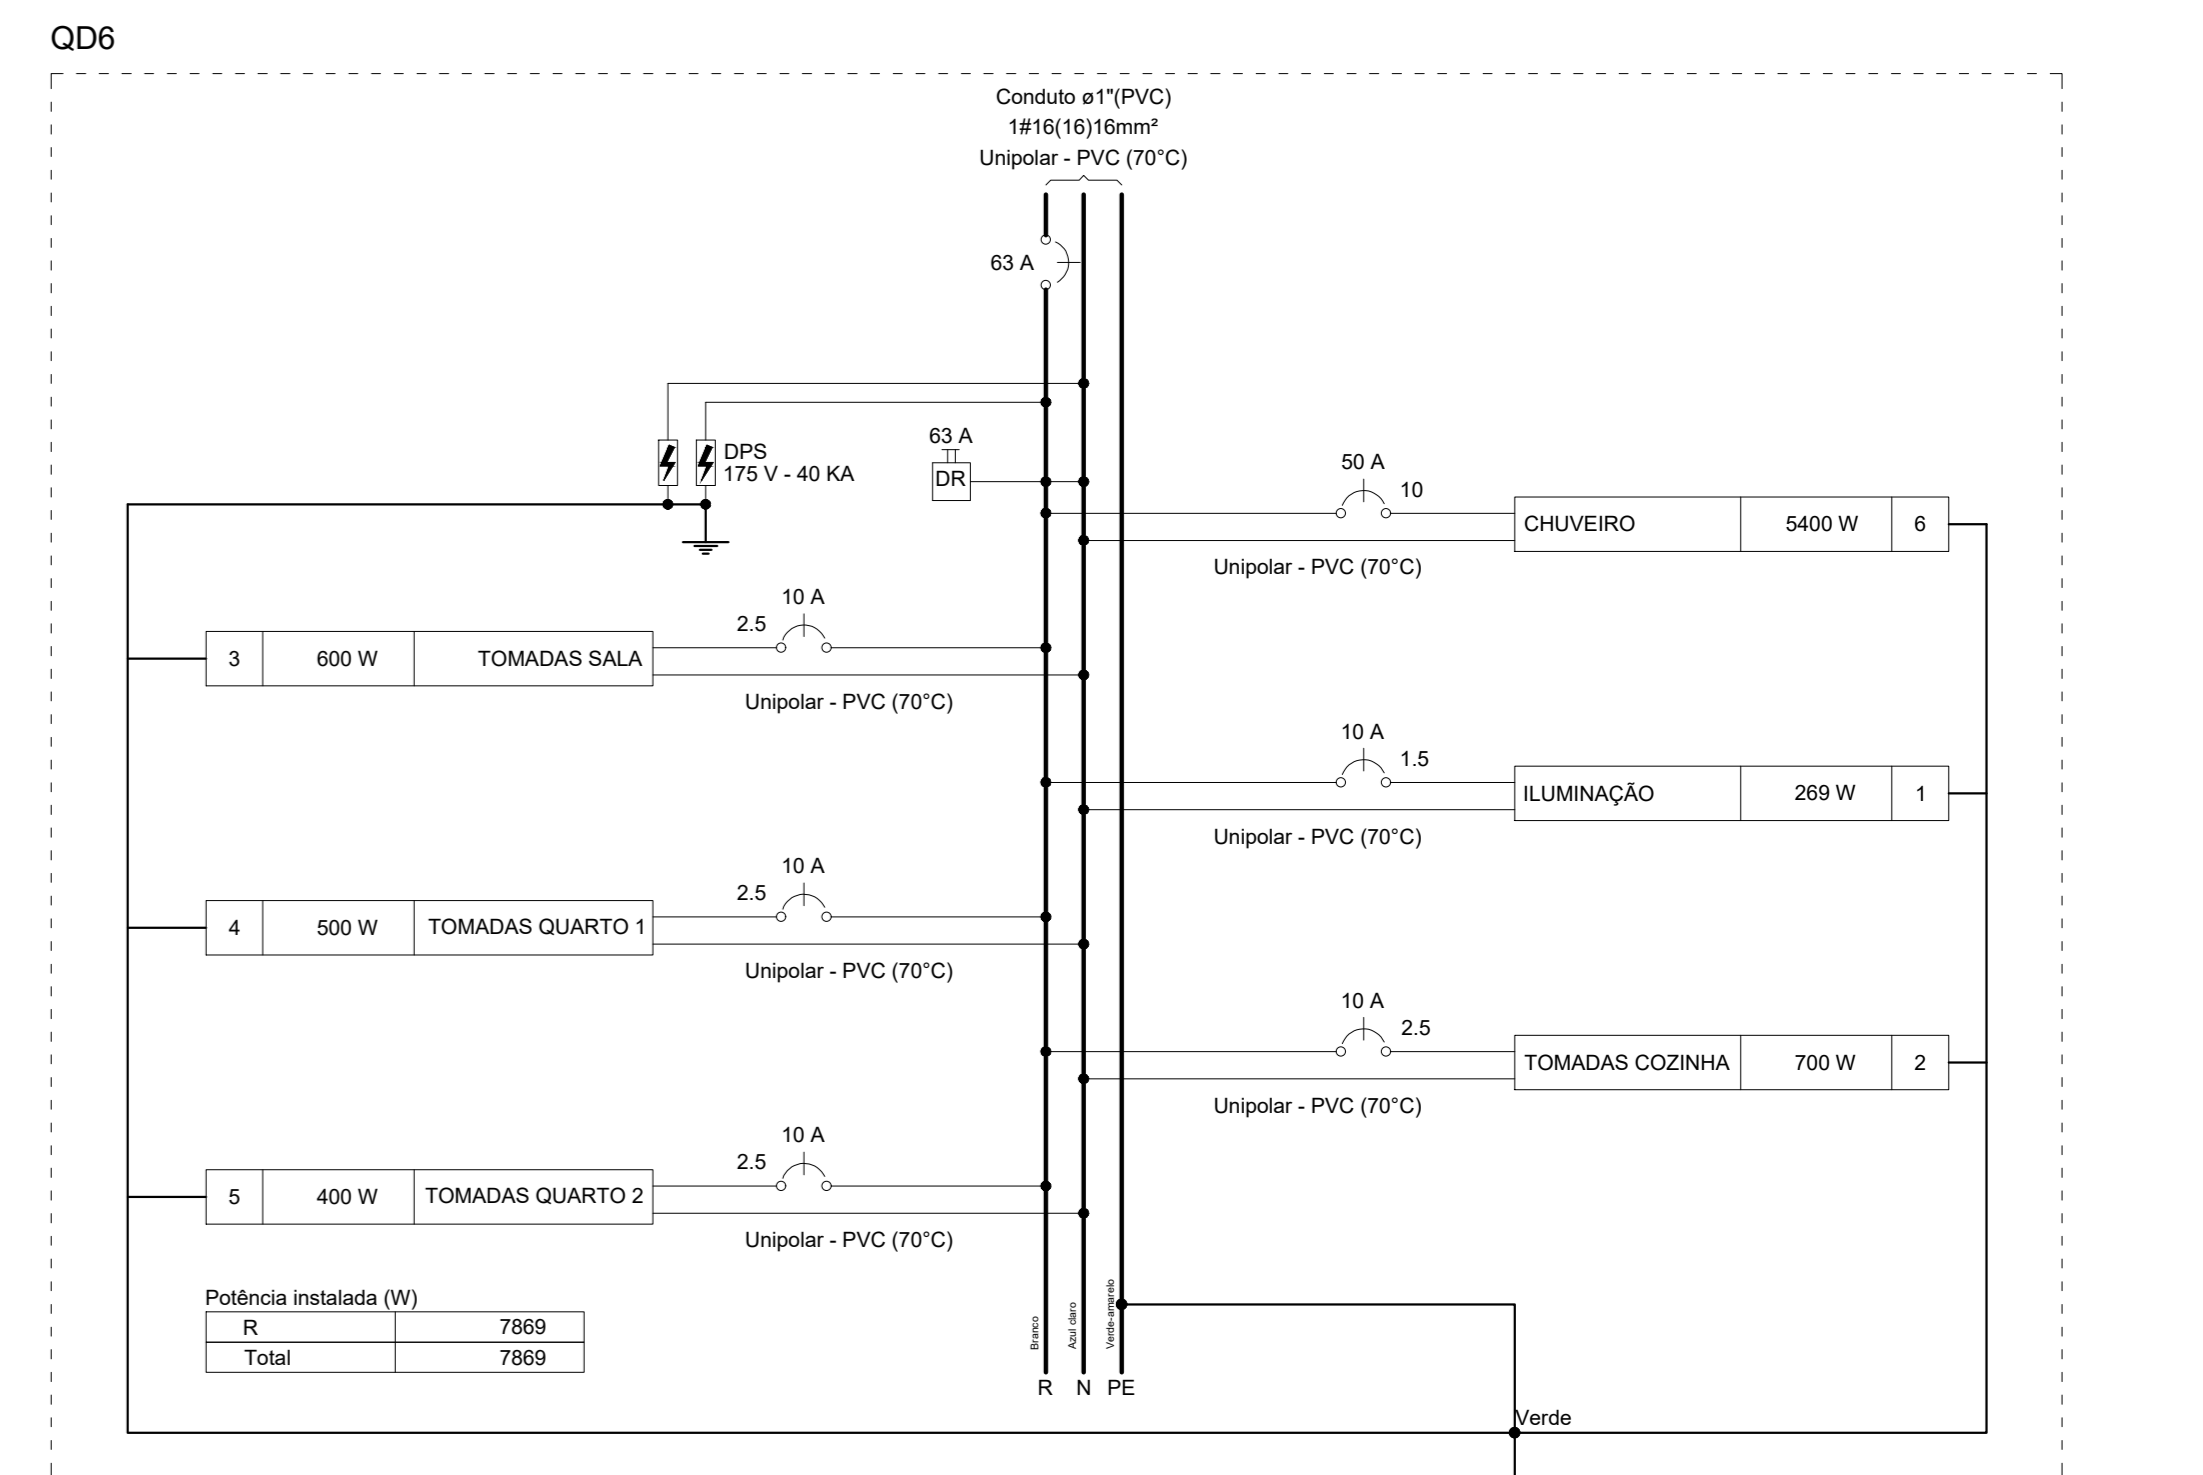 QD6
Conduto ø1"(PVC)
1#16(16)16mm²
Unipolar - PVC (70°C)
63 A
DPS
175 V - 40 KA
63 A
DR
50 A
10
CHUVEIRO 5400 W 6
Unipolar - PVC (70°C)
10 A
2.5
3 600 W TOMADAS SALA
Unipolar - PVC (70°C)
10 A
1.5
ILUMINAÇÃO 269 W 1
Unipolar - PVC (70°C)
10 A
2.5
4 500 W TOMADAS QUARTO 1
Unipolar - PVC (70°C)
10 A
2.5
TOMADAS COZINHA 700 W 2
Unipolar - PVC (70°C)
10 A
2.5
5 400 W TOMADAS QUARTO 2
Unipolar - PVC (70°C)
Potência instalada (W)
R 7869
Total 7869
Branco
Azul claro
Verde-amarelo
R N PE
Verde